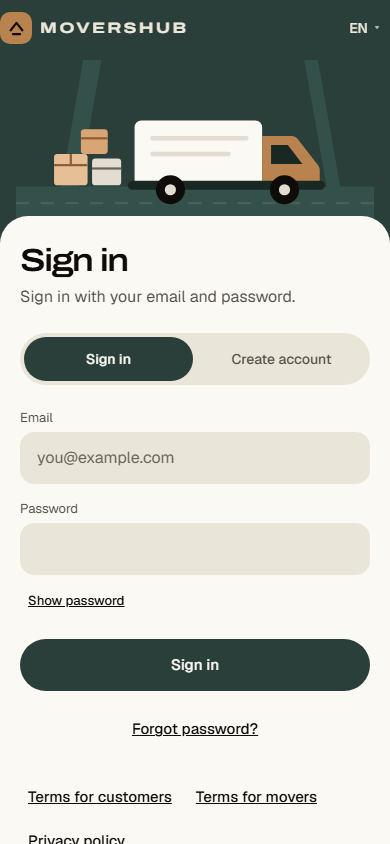 MOVERSHUB
EN
Sign in
Sign in with your email and password.
Sign in
Create account
Email
you@example.com
Password
Show password
Sign in
Forgot password?
Terms for customers
Terms for movers
Privacy policy